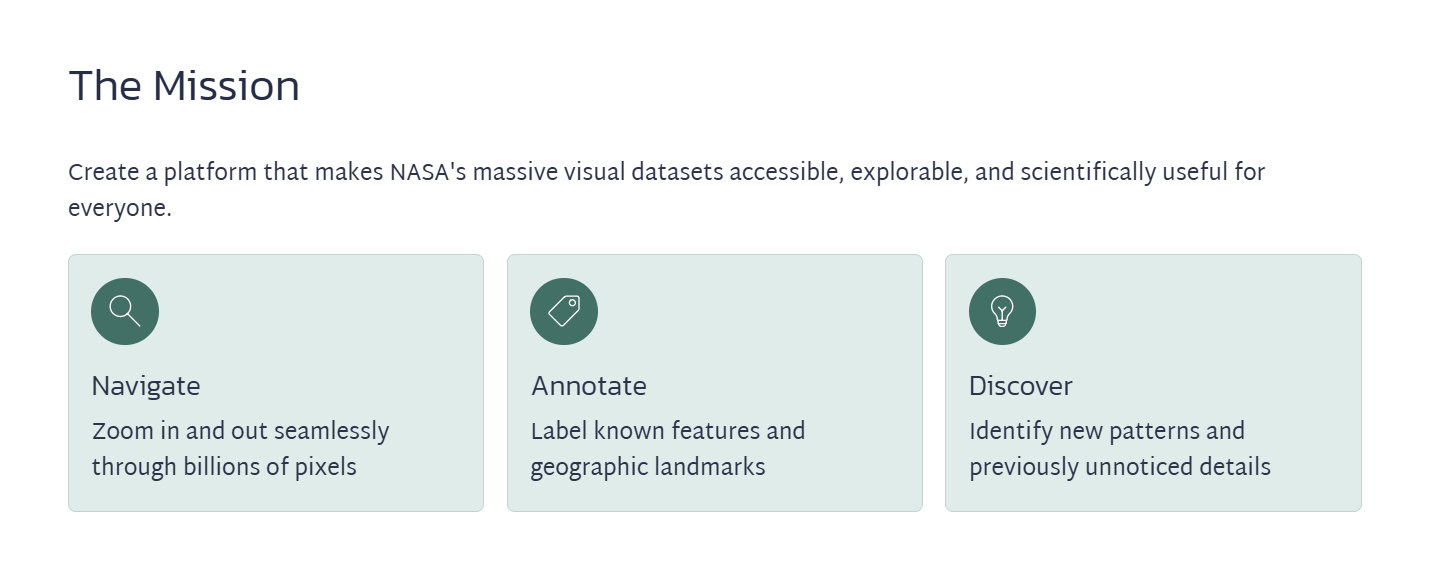 The Mission
Create a platform that makes NASA's massive visual datasets accessible, explorable, and scientifically useful for
everyone.
Navigate
Zoom in and out seamlessly
through billions of pixels
Annotate
Label known features and
geographic landmarks
Discover
Identify new patterns and
previously unnoticed details